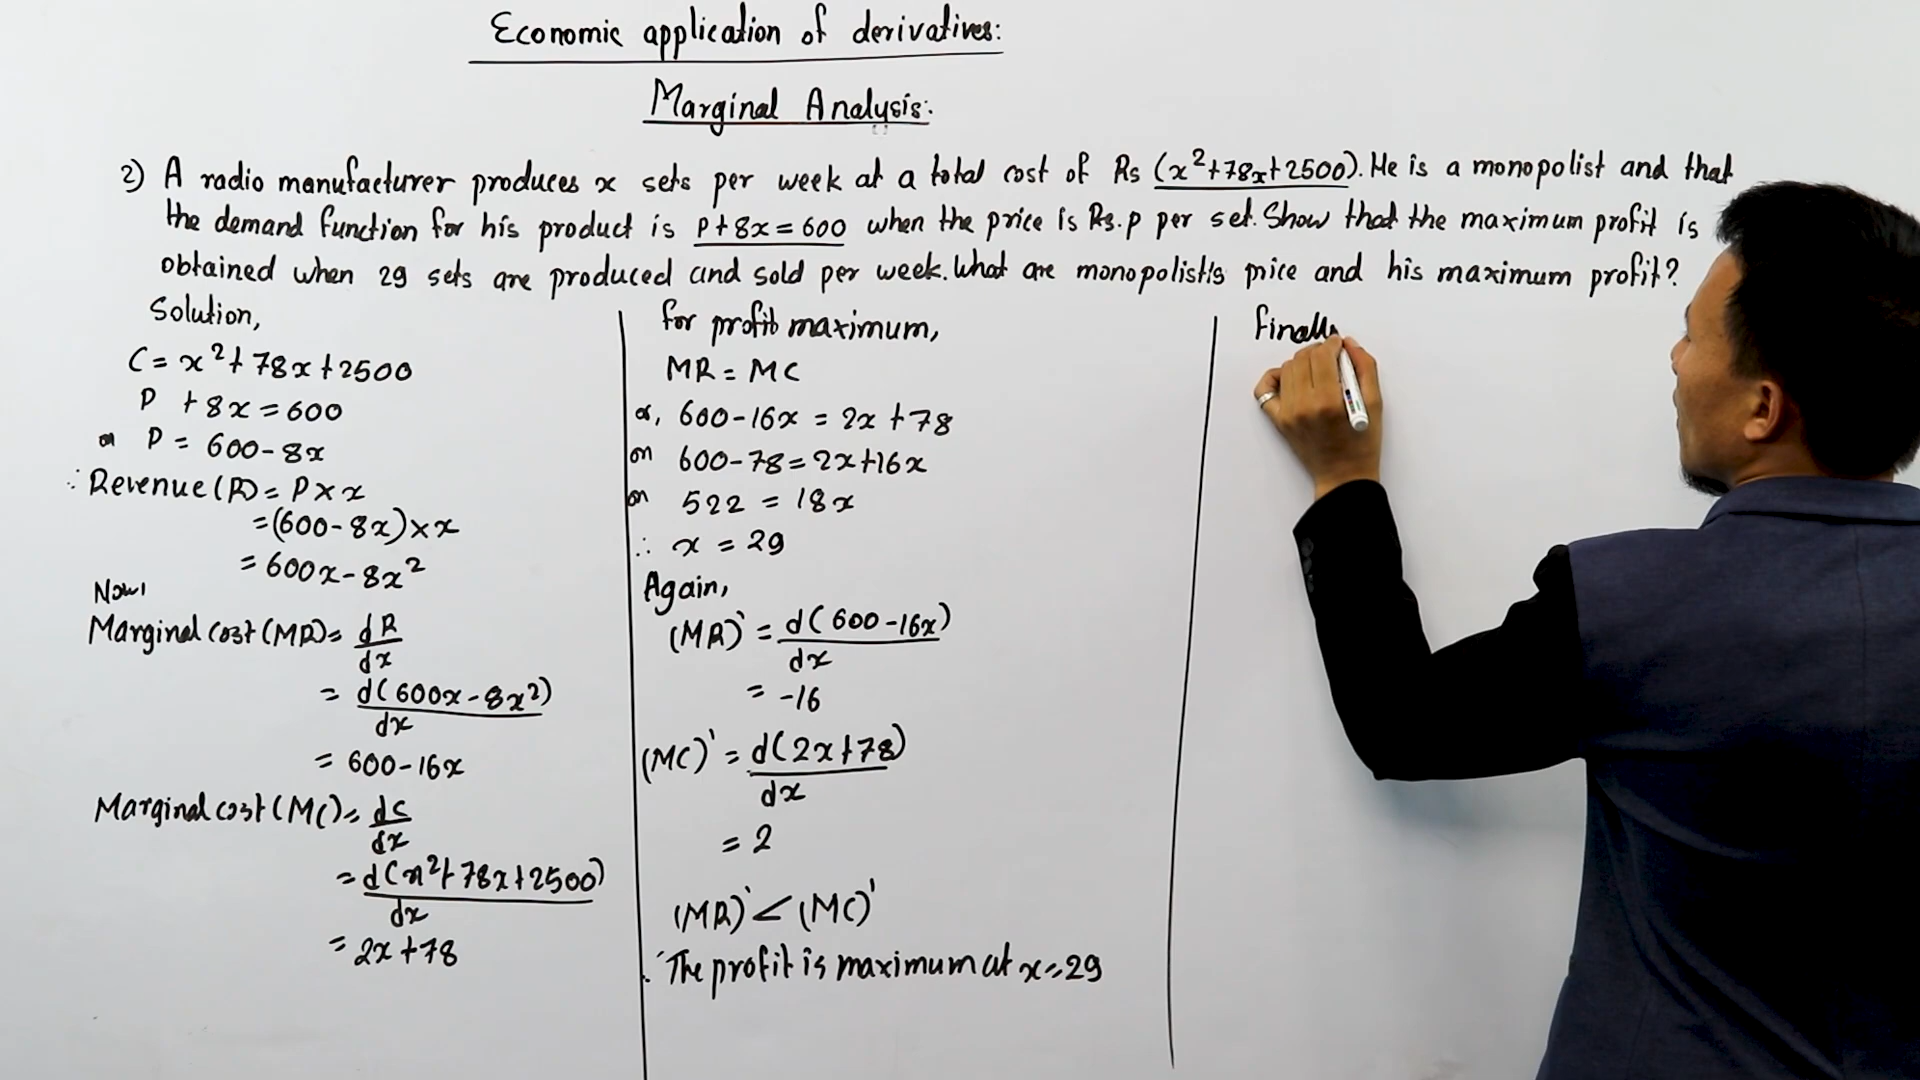 Economic application of derivatives:
Marginal Analysis:
2) A radio manufacturer produces x sets per week at a total cost of Rs (x²+78x+2500). He is a monopolist and that
the demand function for his product is P+8x=600 when the price is Rs. p per set. Show that the maximum profit is
obtained when 29 sets are produced and sold per week. What are monopolist's price and his maximum profit?
Solution,
C = x²+78x+2500
P +8x=600
or P = 600-8x
∴ Revenue (R) = P×x
=(600-8x)×x
= 600x-8x²
Now,
Marginal cost (MR) = dR/dx
= d(600x-8x²)/dx
= 600-16x
Marginal cost (MC) = dc/dx
= d(x²+78x+2500)/dx
= 2x+78
for profit maximum,
MR = MC
or, 600-16x = 2x+78
or 600-78=2x+16x
or 522 = 18x
∴ x = 29
Again,
(MR)' = d(600-16x)/dx
= -16
(MC)' = d(2x+78)/dx
= 2
(MR)' < (MC)'
∴ The profit is maximum at x=29
Finally